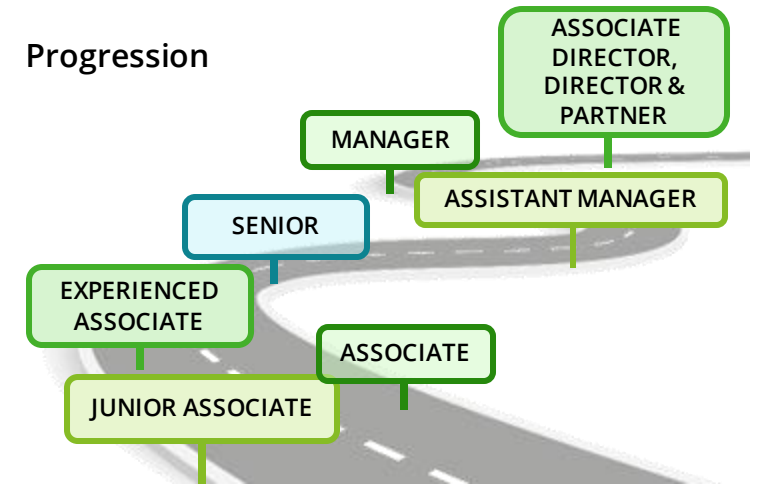 Progression
ASSOCIATE
DIRECTOR,
DIRECTOR &
PARTNER
MANAGER
ASSISTANT MANAGER
SENIOR
EXPERIENCED
ASSOCIATE
ASSOCIATE
JUNIOR ASSOCIATE